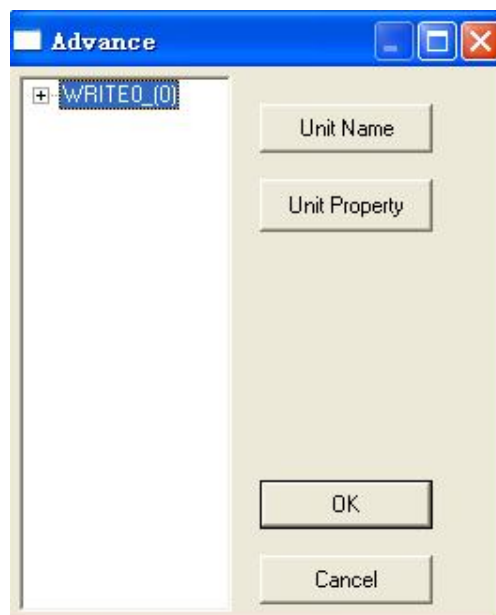 Advance
WRITE0_(0)
Unit Name
Unit Property
OK
Cancel